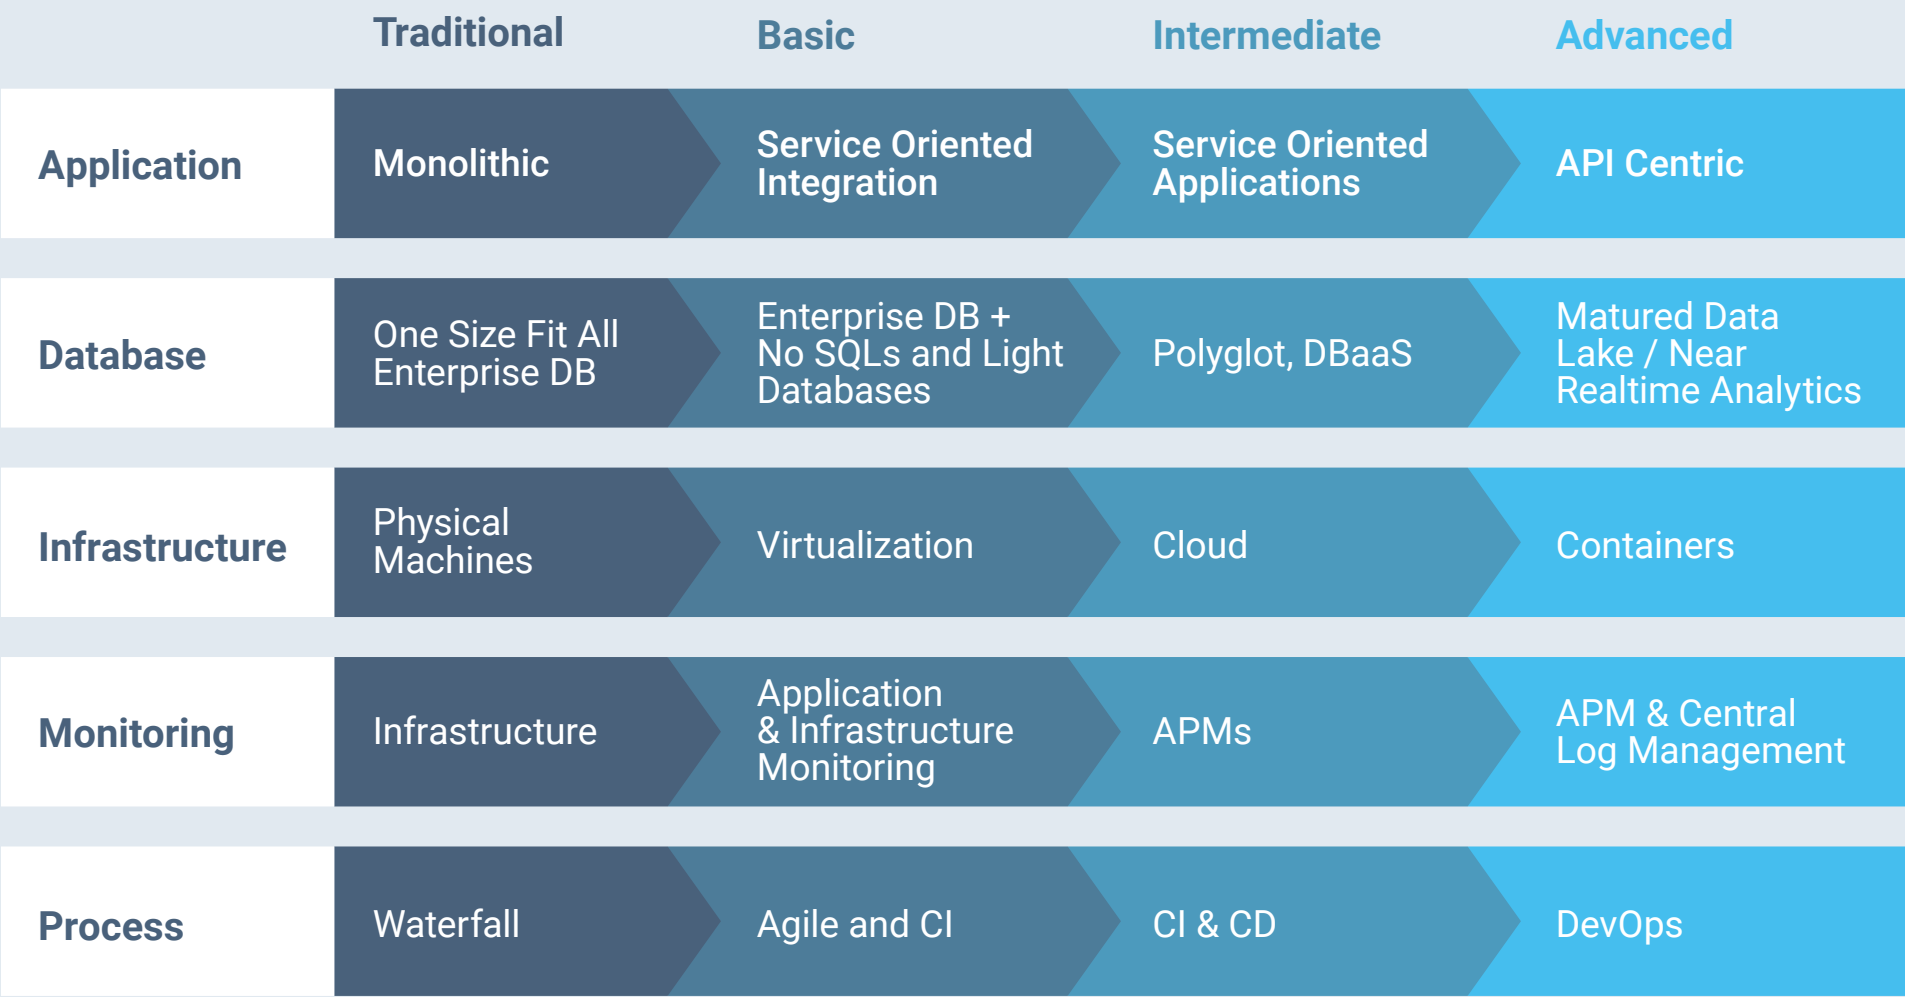 Traditional
Basic
Intermediate
Advanced
Application
Monolithic
Service Oriented
Integration
Service Oriented
Applications
API Centric
Database
One Size Fit All
Enterprise DB
Enterprise DB +
No SQLs and Light
Databases
Polyglot, DBaaS
Matured Data
Lake / Near
Realtime Analytics
Infrastructure
Physical
Machines
Virtualization
Cloud
Containers
Monitoring
Infrastructure
Application
& Infrastructure
Monitoring
APMs
APM & Central
Log Management
Process
Waterfall
Agile and CI
CI & CD
DevOps